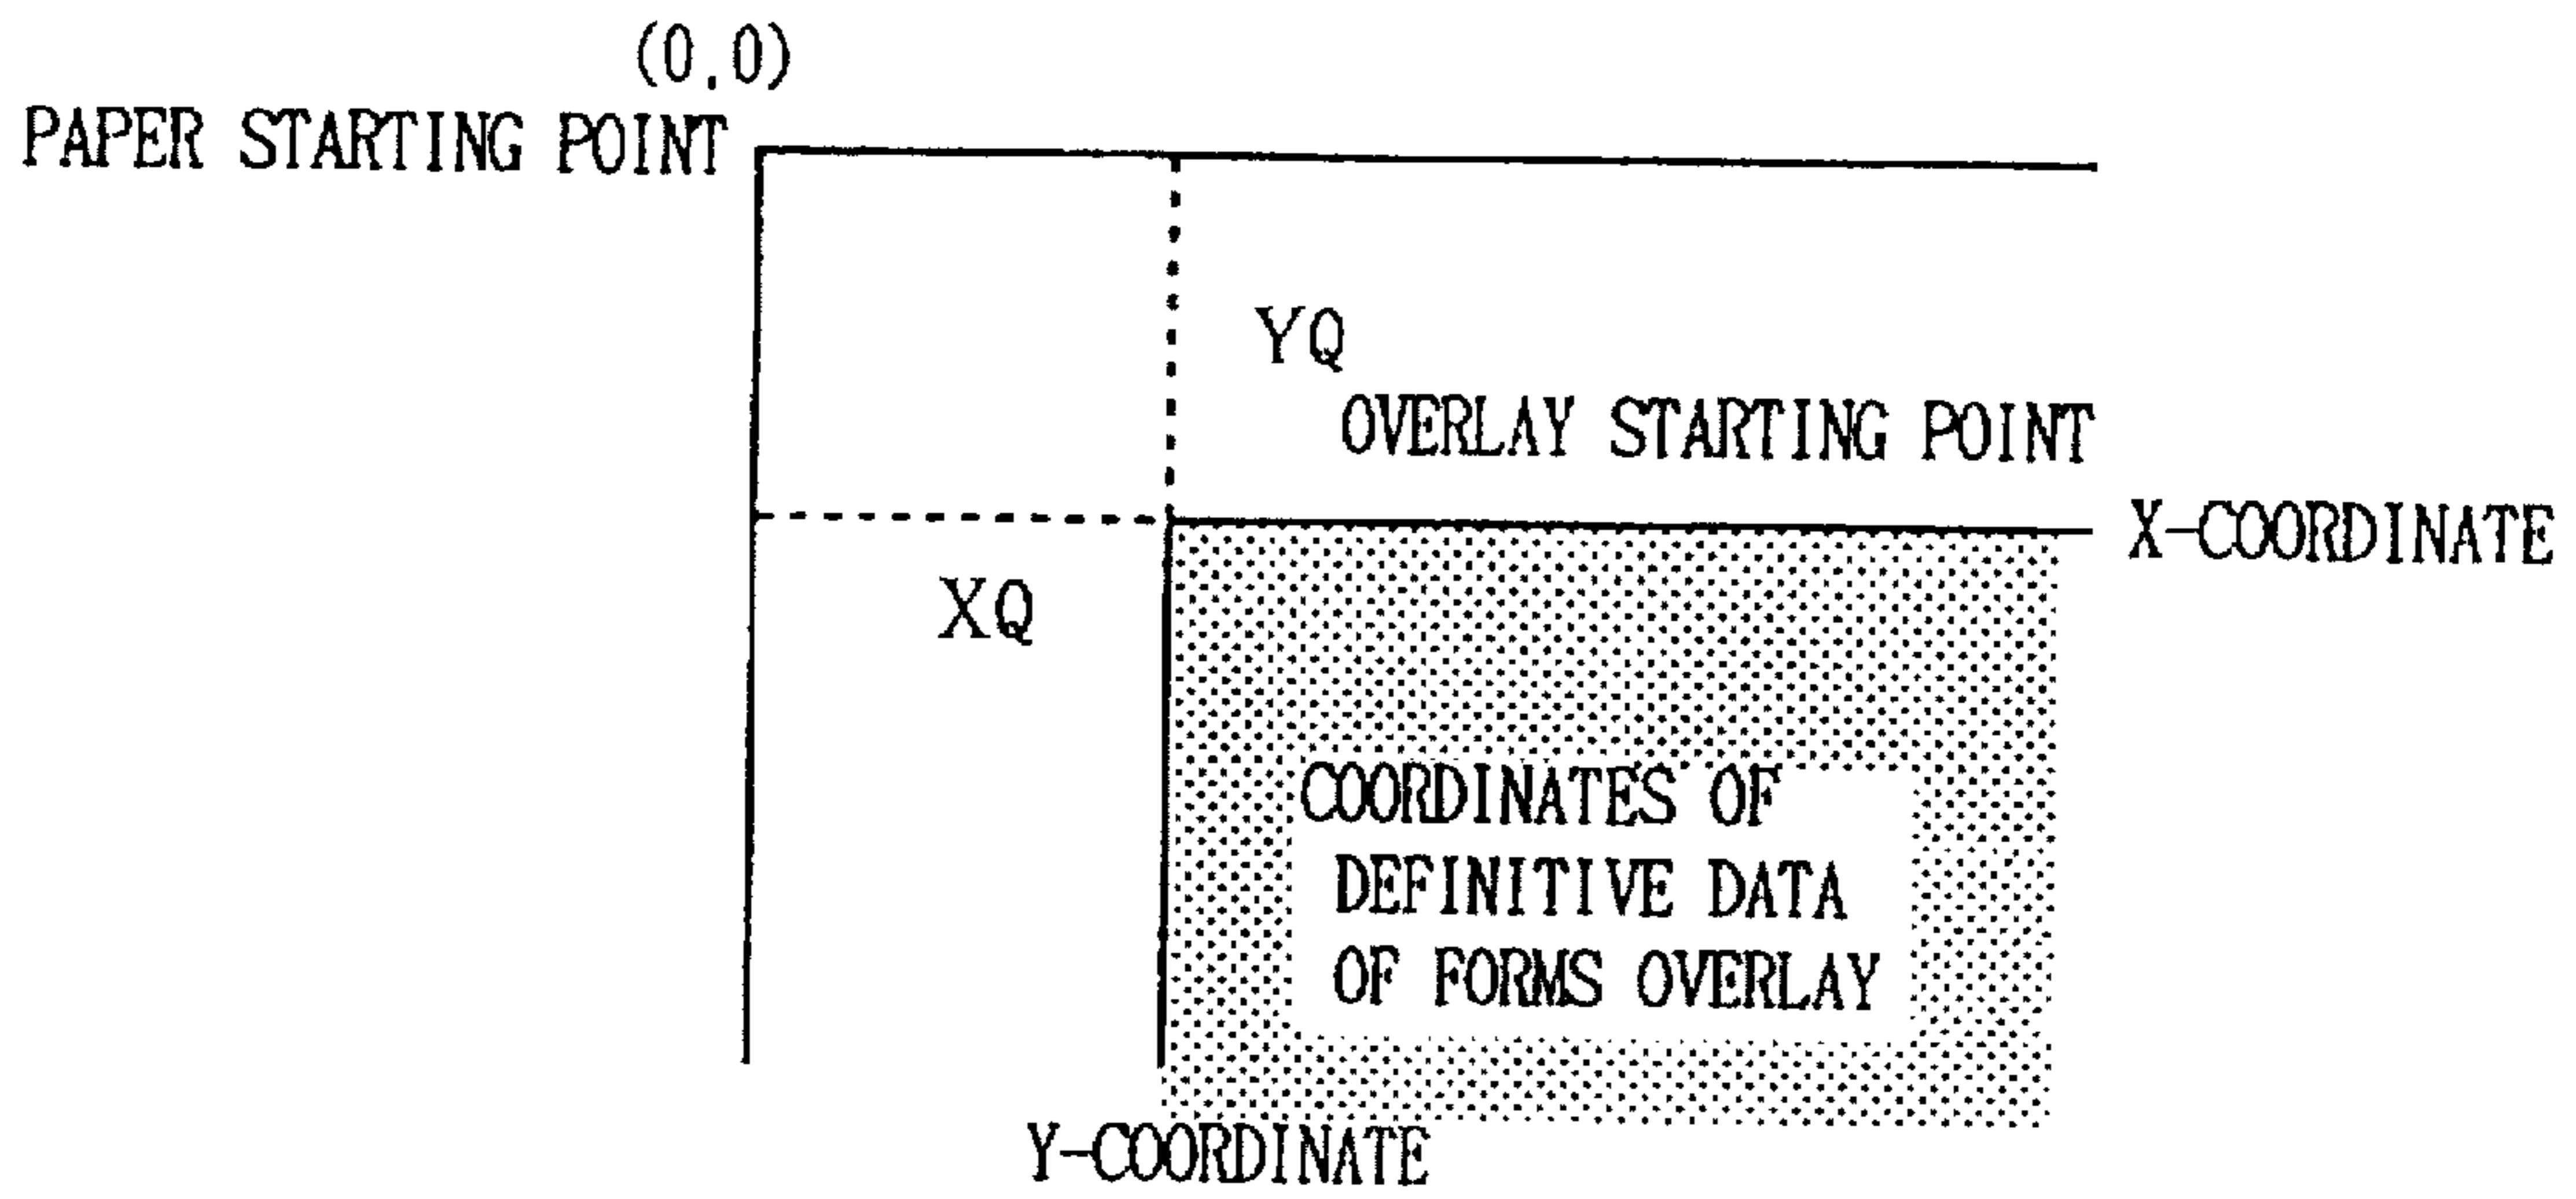 (0,0)
PAPER STARTING POINT
YQ
OVERLAY STARTING POINT
X-COORDINATE
XQ
COORDINATES OF
DEFINITIVE DATA
OF FORMS OVERLAY
Y-COORDINATE